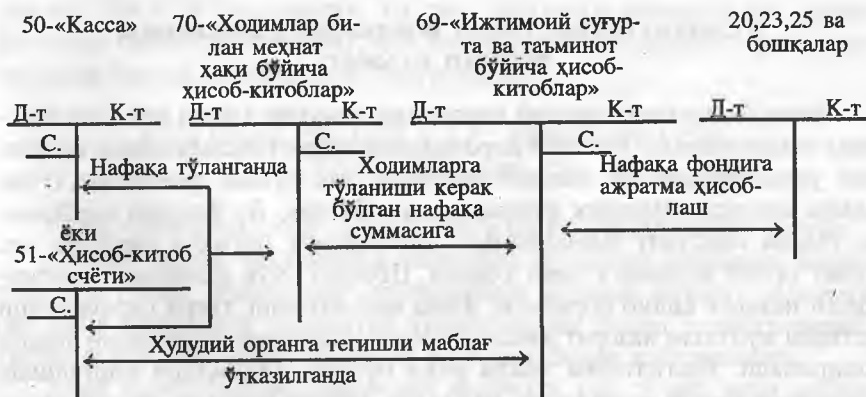 50-«Касса»
70-«Ходимлар би-
лан меҳнат
ҳақи бўйича
ҳисоб-китоблар»
69-«Ижтимоий суғур-
та ва таъминот
бўйича ҳисоб-
китоблар»
20,23,25 ва
бошқалар
Д-т К-т Д-т К-т Д-т К-т Д-т К-т
С. С. С.
Нафақа тўланганда
Ходимларга
тўланиши керак
бўлган нафақа
суммасига
Нафақа фондига
ажратма ҳисоб-
лаш
ёки
51-«Ҳисоб-китоб
счёти»
С.
Ҳудудий органга тегишли маблағ
ўтказилганда